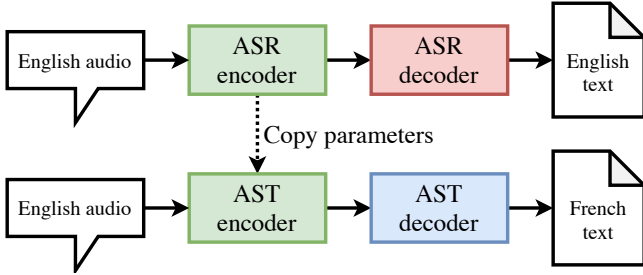 English audio
ASR
encoder
ASR
decoder
English
text
Copy parameters
English audio
AST
encoder
AST
decoder
French
text